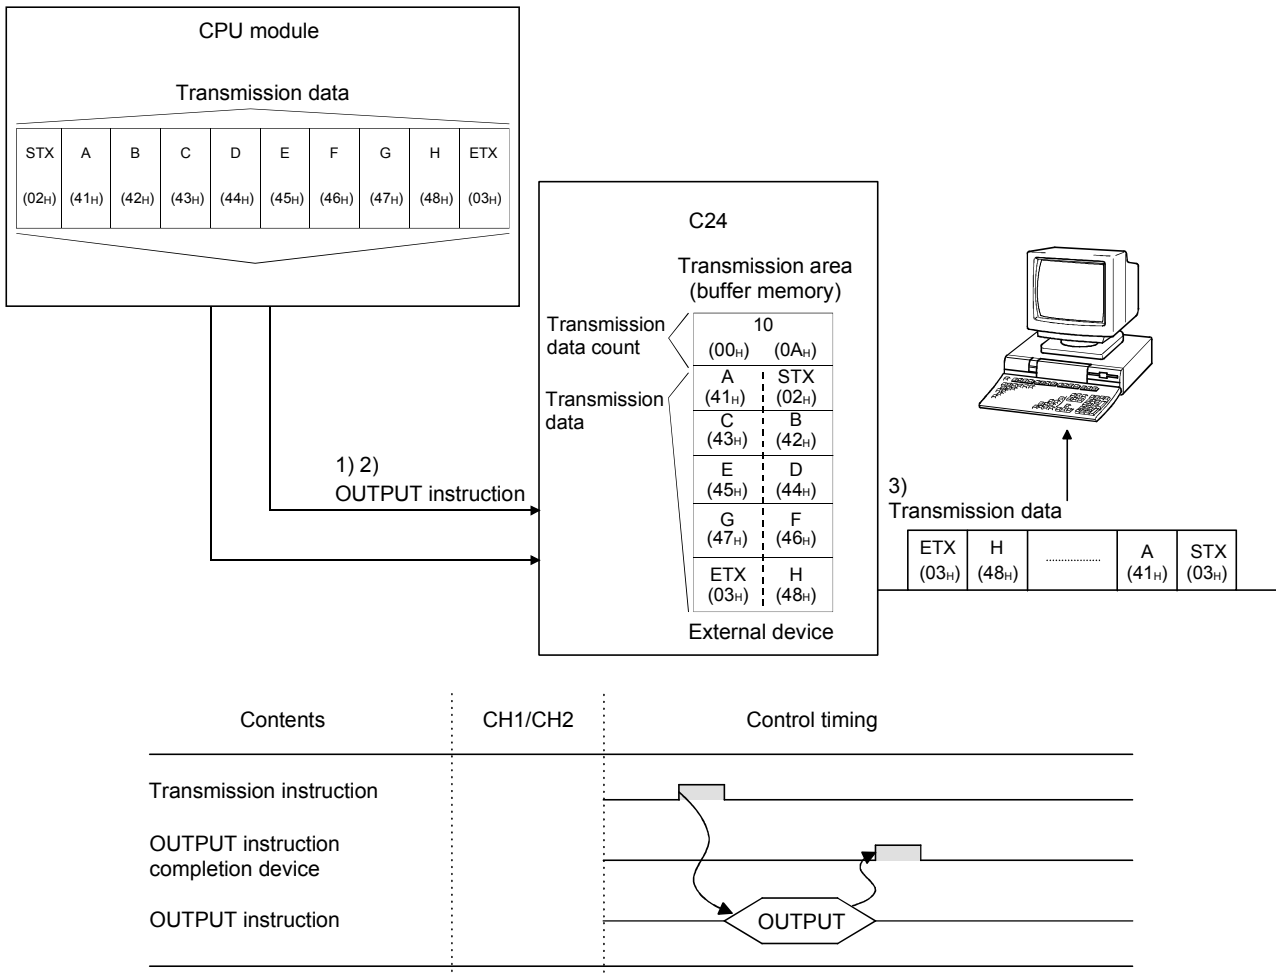 CPU module
Transmission data
STX A B C D E F G H ETX
(02H) (41H) (42H) (43H) (44H) (45H) (46H) (47H) (48H) (03H)
C24
Transmission area
(buffer memory)
Transmission
data count
10
(00H) (0AH)
Transmission
data
A STX
(41H) (02H)
C B
(43H) (42H)
E D
(45H) (44H)
G F
(47H) (46H)
ETX H
(03H) (48H)
External device
1) 2)
OUTPUT instruction
3)
Transmission data
ETX H A STX
(03H) (48H) .................. (41H) (03H)
Contents CH1/CH2 Control timing
Transmission instruction
OUTPUT instruction
completion device
OUTPUT instruction
OUTPUT